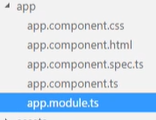 app
app.component.css
app.component.html
app.component.spec.ts
app.component.ts
app.module.ts